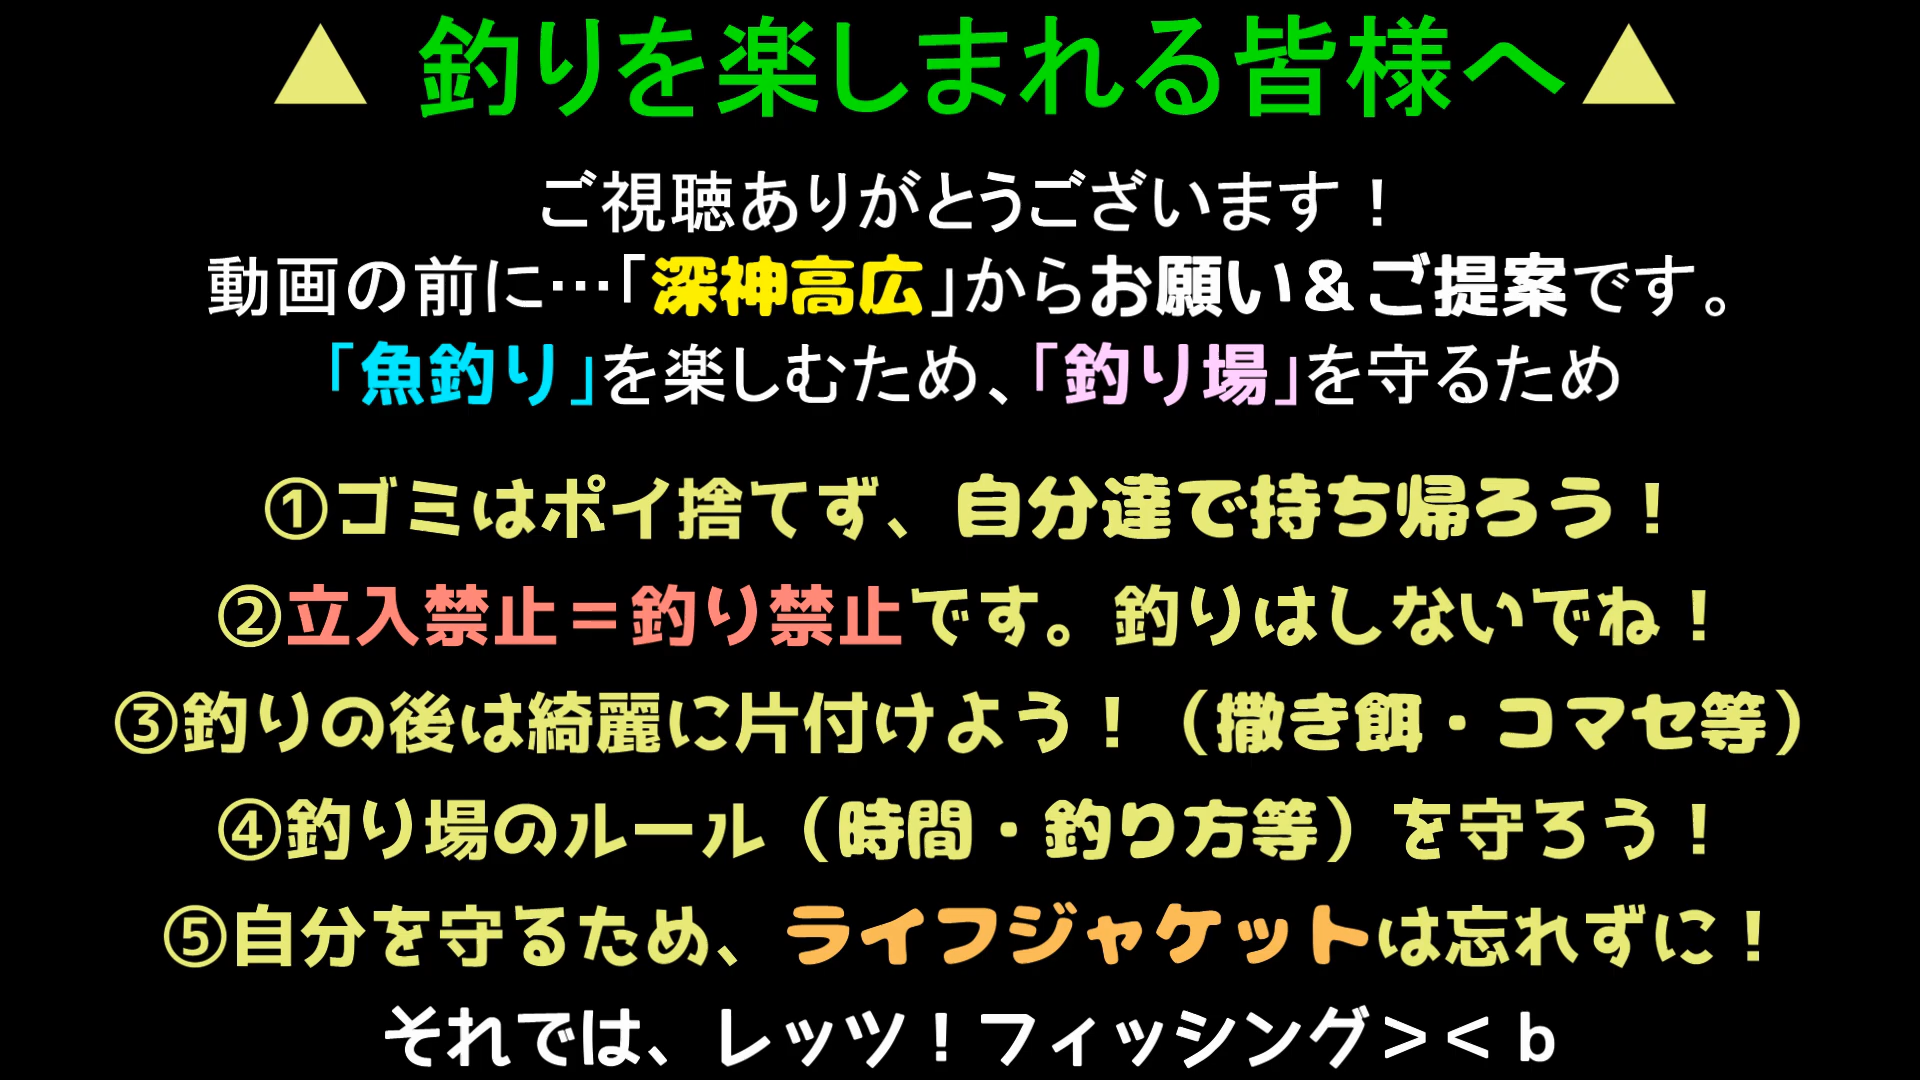 ▲ 釣りを楽しまれる皆様へ▲
ご視聴ありがとうございます！
動画の前に…「深神高広」からお願い＆ご提案です。
「魚釣り」を楽しむため、「釣り場」を守るため
①ゴミはポイ捨てず、自分達で持ち帰ろう！
②立入禁止＝釣り禁止です。釣りはしないでね！
③釣りの後は綺麗に片付けよう！（撒き餌・コマセ等）
④釣り場のルール（時間・釣り方等）を守ろう！
⑤自分を守るため、ライフジャケットは忘れずに！
それでは、レッツ！フィッシング＞＜ｂ